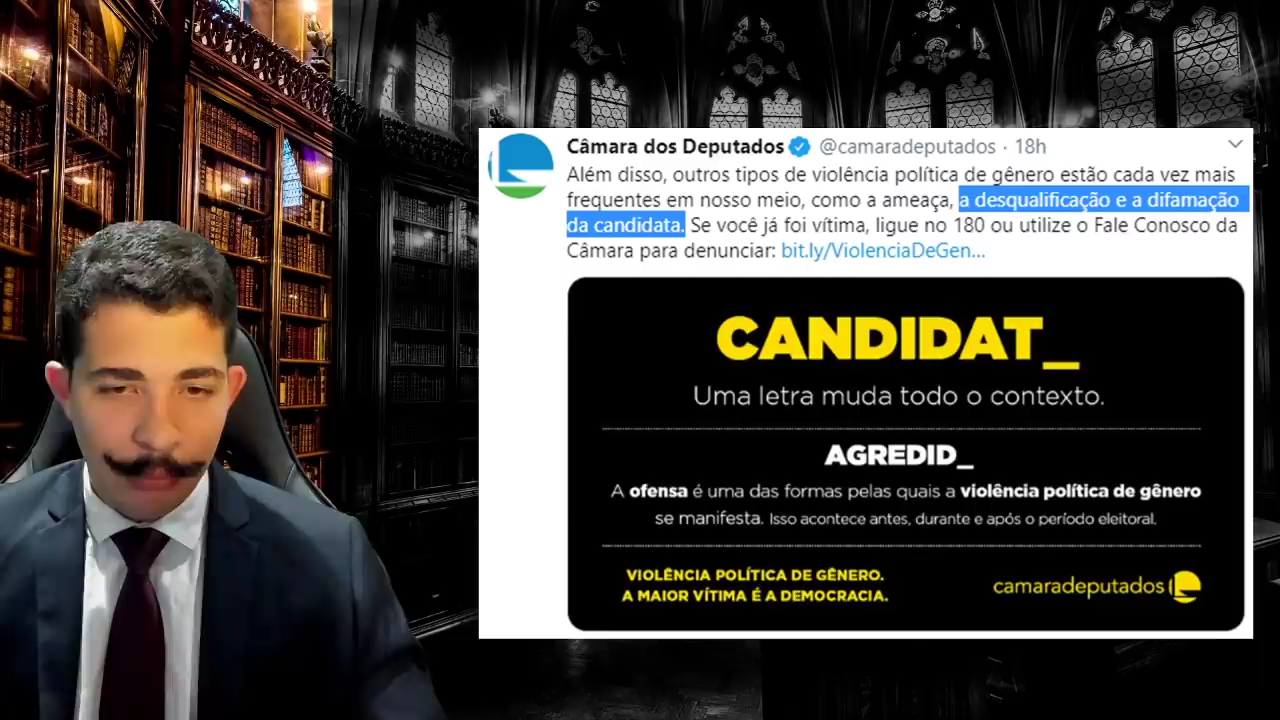 Câmara dos Deputados @camaradeputados · 18h
Além disso, outros tipos de violência política de gênero estão cada vez mais
frequentes em nosso meio, como a ameaça, a desqualificação e a difamação
da candidata. Se você já foi vítima, ligue no 180 ou utilize o Fale Conosco da
Câmara para denunciar: bit.ly/ViolenciaDeGen...
CANDIDAT_
Uma letra muda todo o contexto.
AGREDID_
A ofensa é uma das formas pelas quais a violência política de gênero
se manifesta. Isso acontece antes, durante e após o período eleitoral.
VIOLÊNCIA POLÍTICA DE GÊNERO.
A MAIOR VÍTIMA É A DEMOCRACIA.
camaradeputados